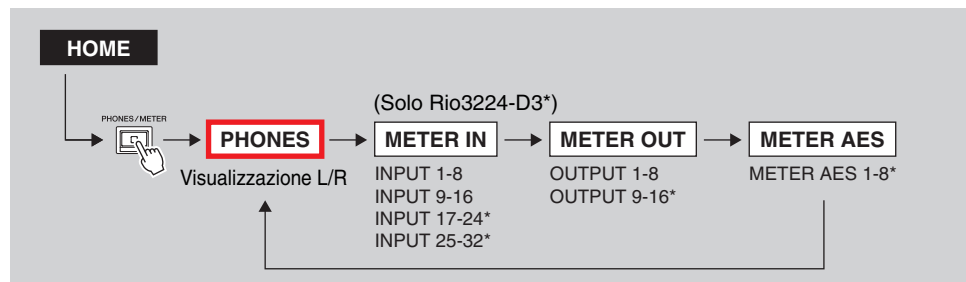 HOME
(Solo Rio3224-D3*)
PHONES/METER
PHONES
METER IN
METER OUT
METER AES
Visualizzazione L/R
INPUT 1-8
INPUT 9-16
INPUT 17-24*
INPUT 25-32*
OUTPUT 1-8
OUTPUT 9-16*
METER AES 1-8*